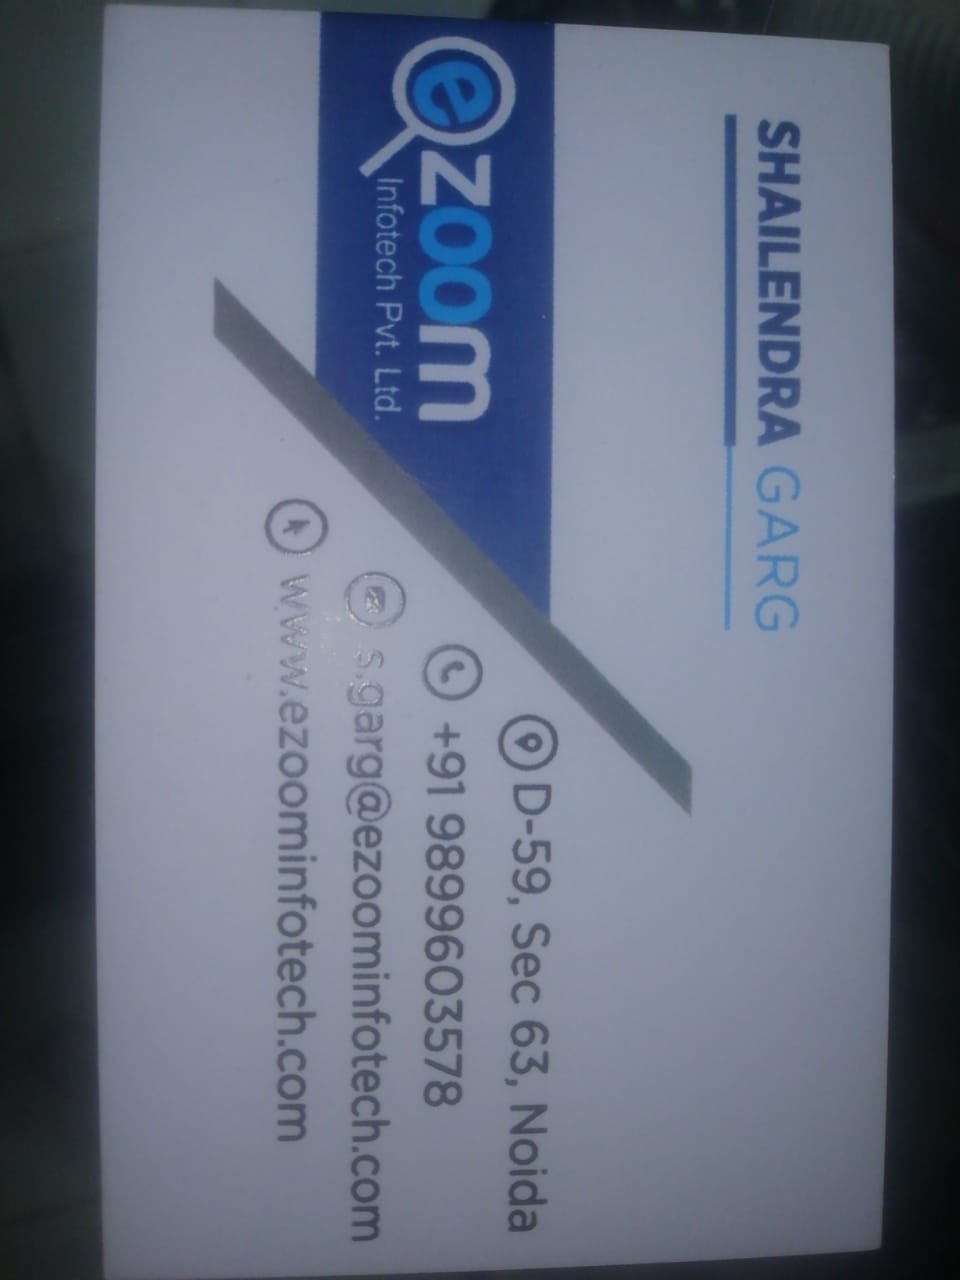 SHAILENDRA GARG
ezoom
Infotech Pvt. Ltd.
D-59, Sec 63, Noida
+91 9899603578
s.garg@ezoominfotech.com
www.ezoominfotech.com